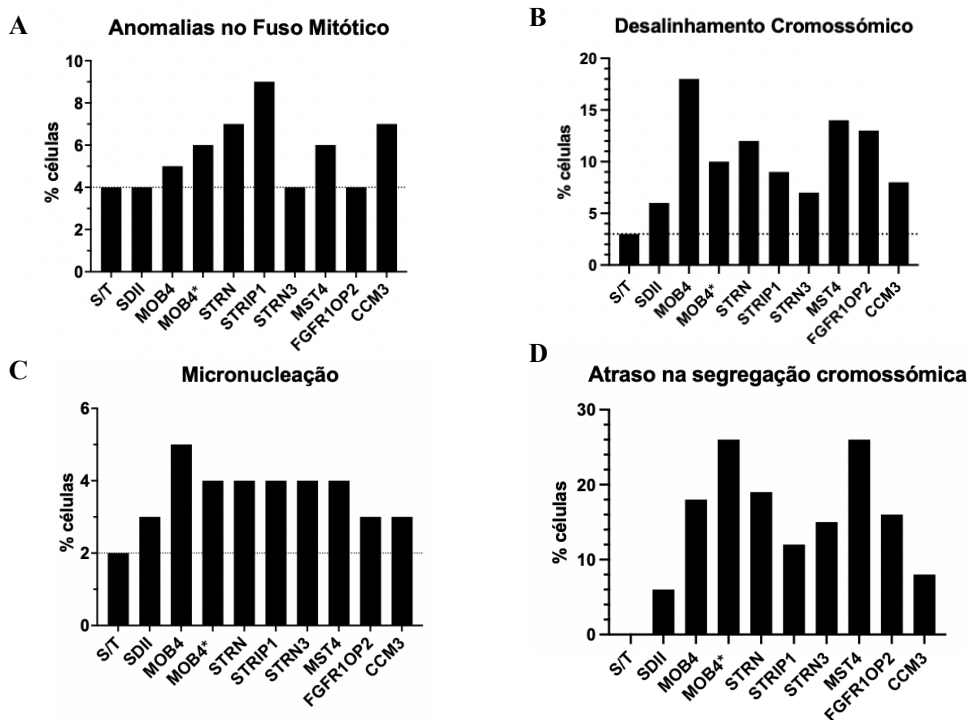 A
Anomalias no Fuso Mitótico
10
8
6
4
2
0
% células
S/T
SDII
MOB4
MOB4*
STRN
STRIP1
STRN3
MST4
FGFR1OP2
CCM3
B
Desalinhamento Cromossómico
20
15
10
5
0
% células
S/T
SDII
MOB4
MOB4*
STRN
STRIP1
STRN3
MST4
FGFR1OP2
CCM3
C
Micronucleação
6
4
2
0
% células
S/T
SDII
MOB4
MOB4*
STRN
STRIP1
STRN3
MST4
FGFR1OP2
CCM3
D
Atraso na segregação cromossómica
30
20
10
0
% células
S/T
SDII
MOB4
MOB4*
STRN
STRIP1
STRN3
MST4
FGFR1OP2
CCM3